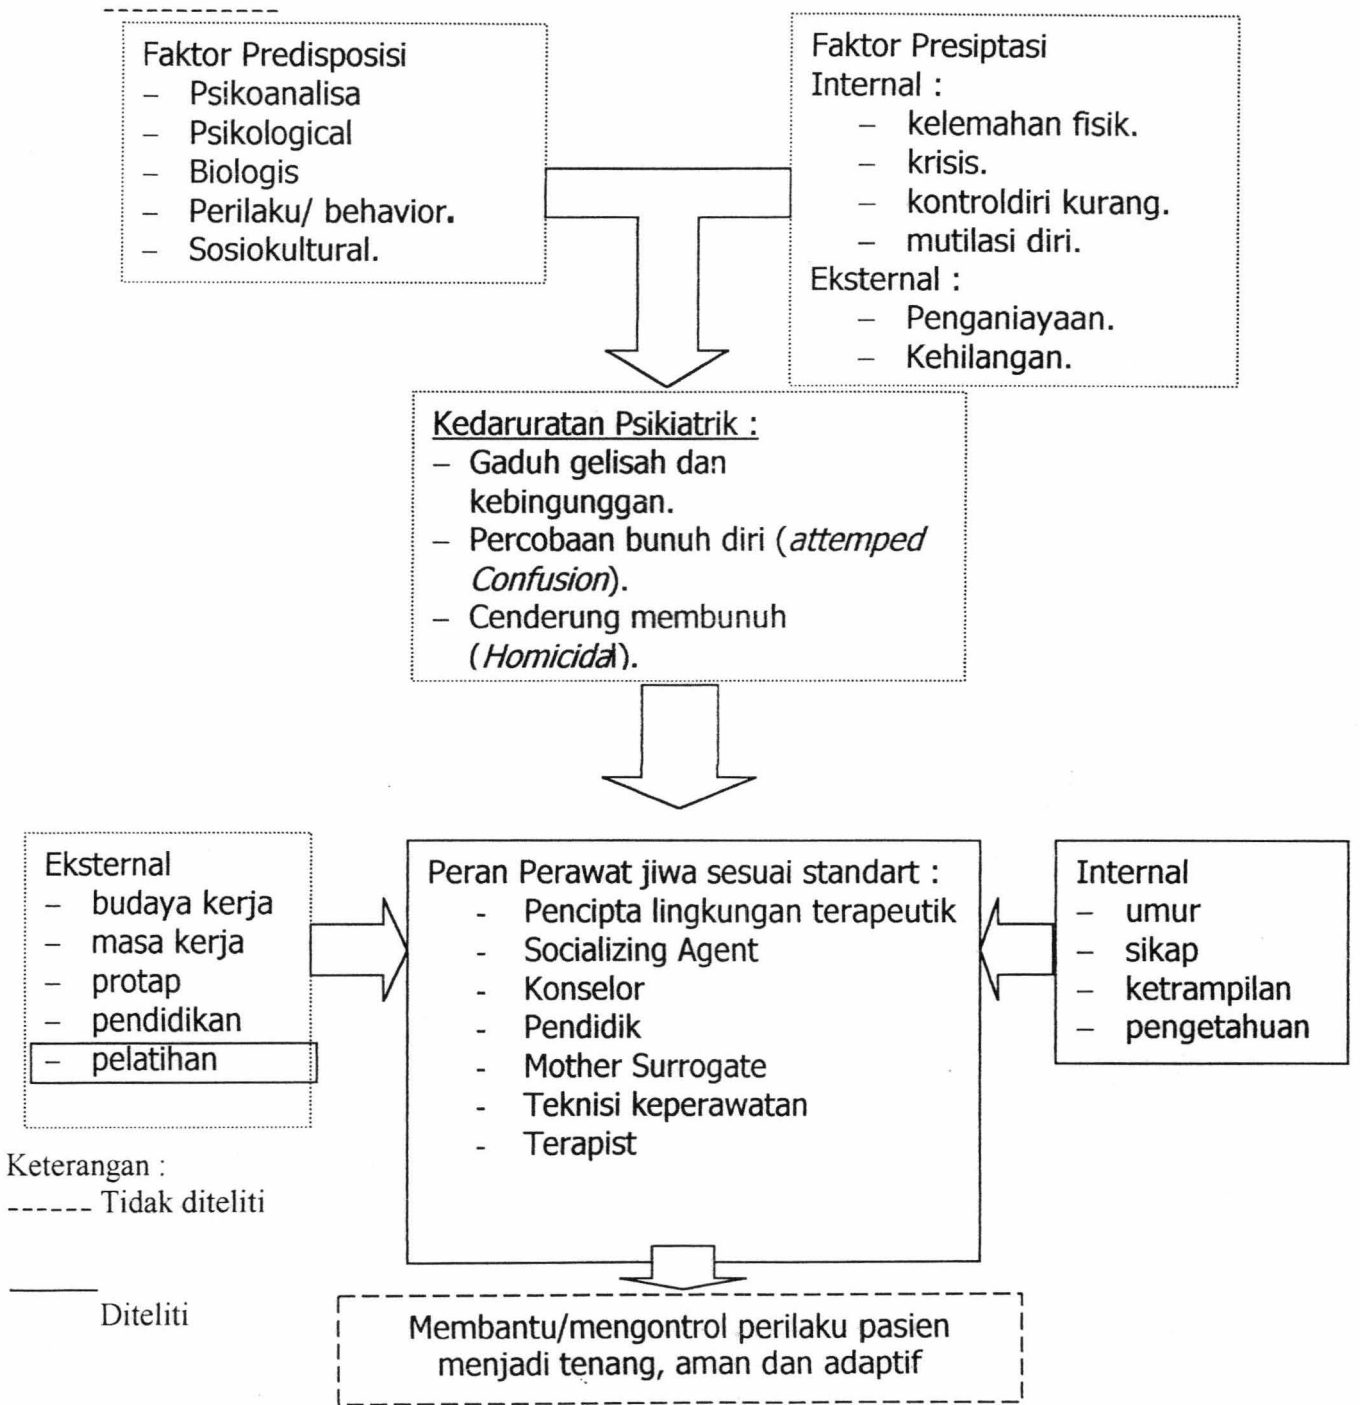 Faktor Predisposisi
– Psikoanalisa
– Psikological
– Biologis
– Perilaku/ behavior.
– Sosiokultural.
Faktor Presiptasi
Internal :
– kelemahan fisik.
– krisis.
– kontroldiri kurang.
– mutilasi diri.
Eksternal :
– Penganiayaan.
– Kehilangan.
Kedaruratan Psikiatrik :
– Gaduh gelisah dan
kebingunggan.
– Percobaan bunuh diri (attemped
Confusion).
– Cenderung membunuh
(Homicidal).
Eksternal
– budaya kerja
– masa kerja
– protap
– pendidikan
– pelatihan
Peran Perawat jiwa sesuai standart :
- Pencipta lingkungan terapeutik
- Socializing Agent
- Konselor
- Pendidik
- Mother Surrogate
- Teknisi keperawatan
- Terapist
Internal
– umur
– sikap
– ketrampilan
– pengetahuan
Keterangan :
------ Tidak diteliti
Diteliti
Membantu/mengontrol perilaku pasien
menjadi tenang, aman dan adaptif